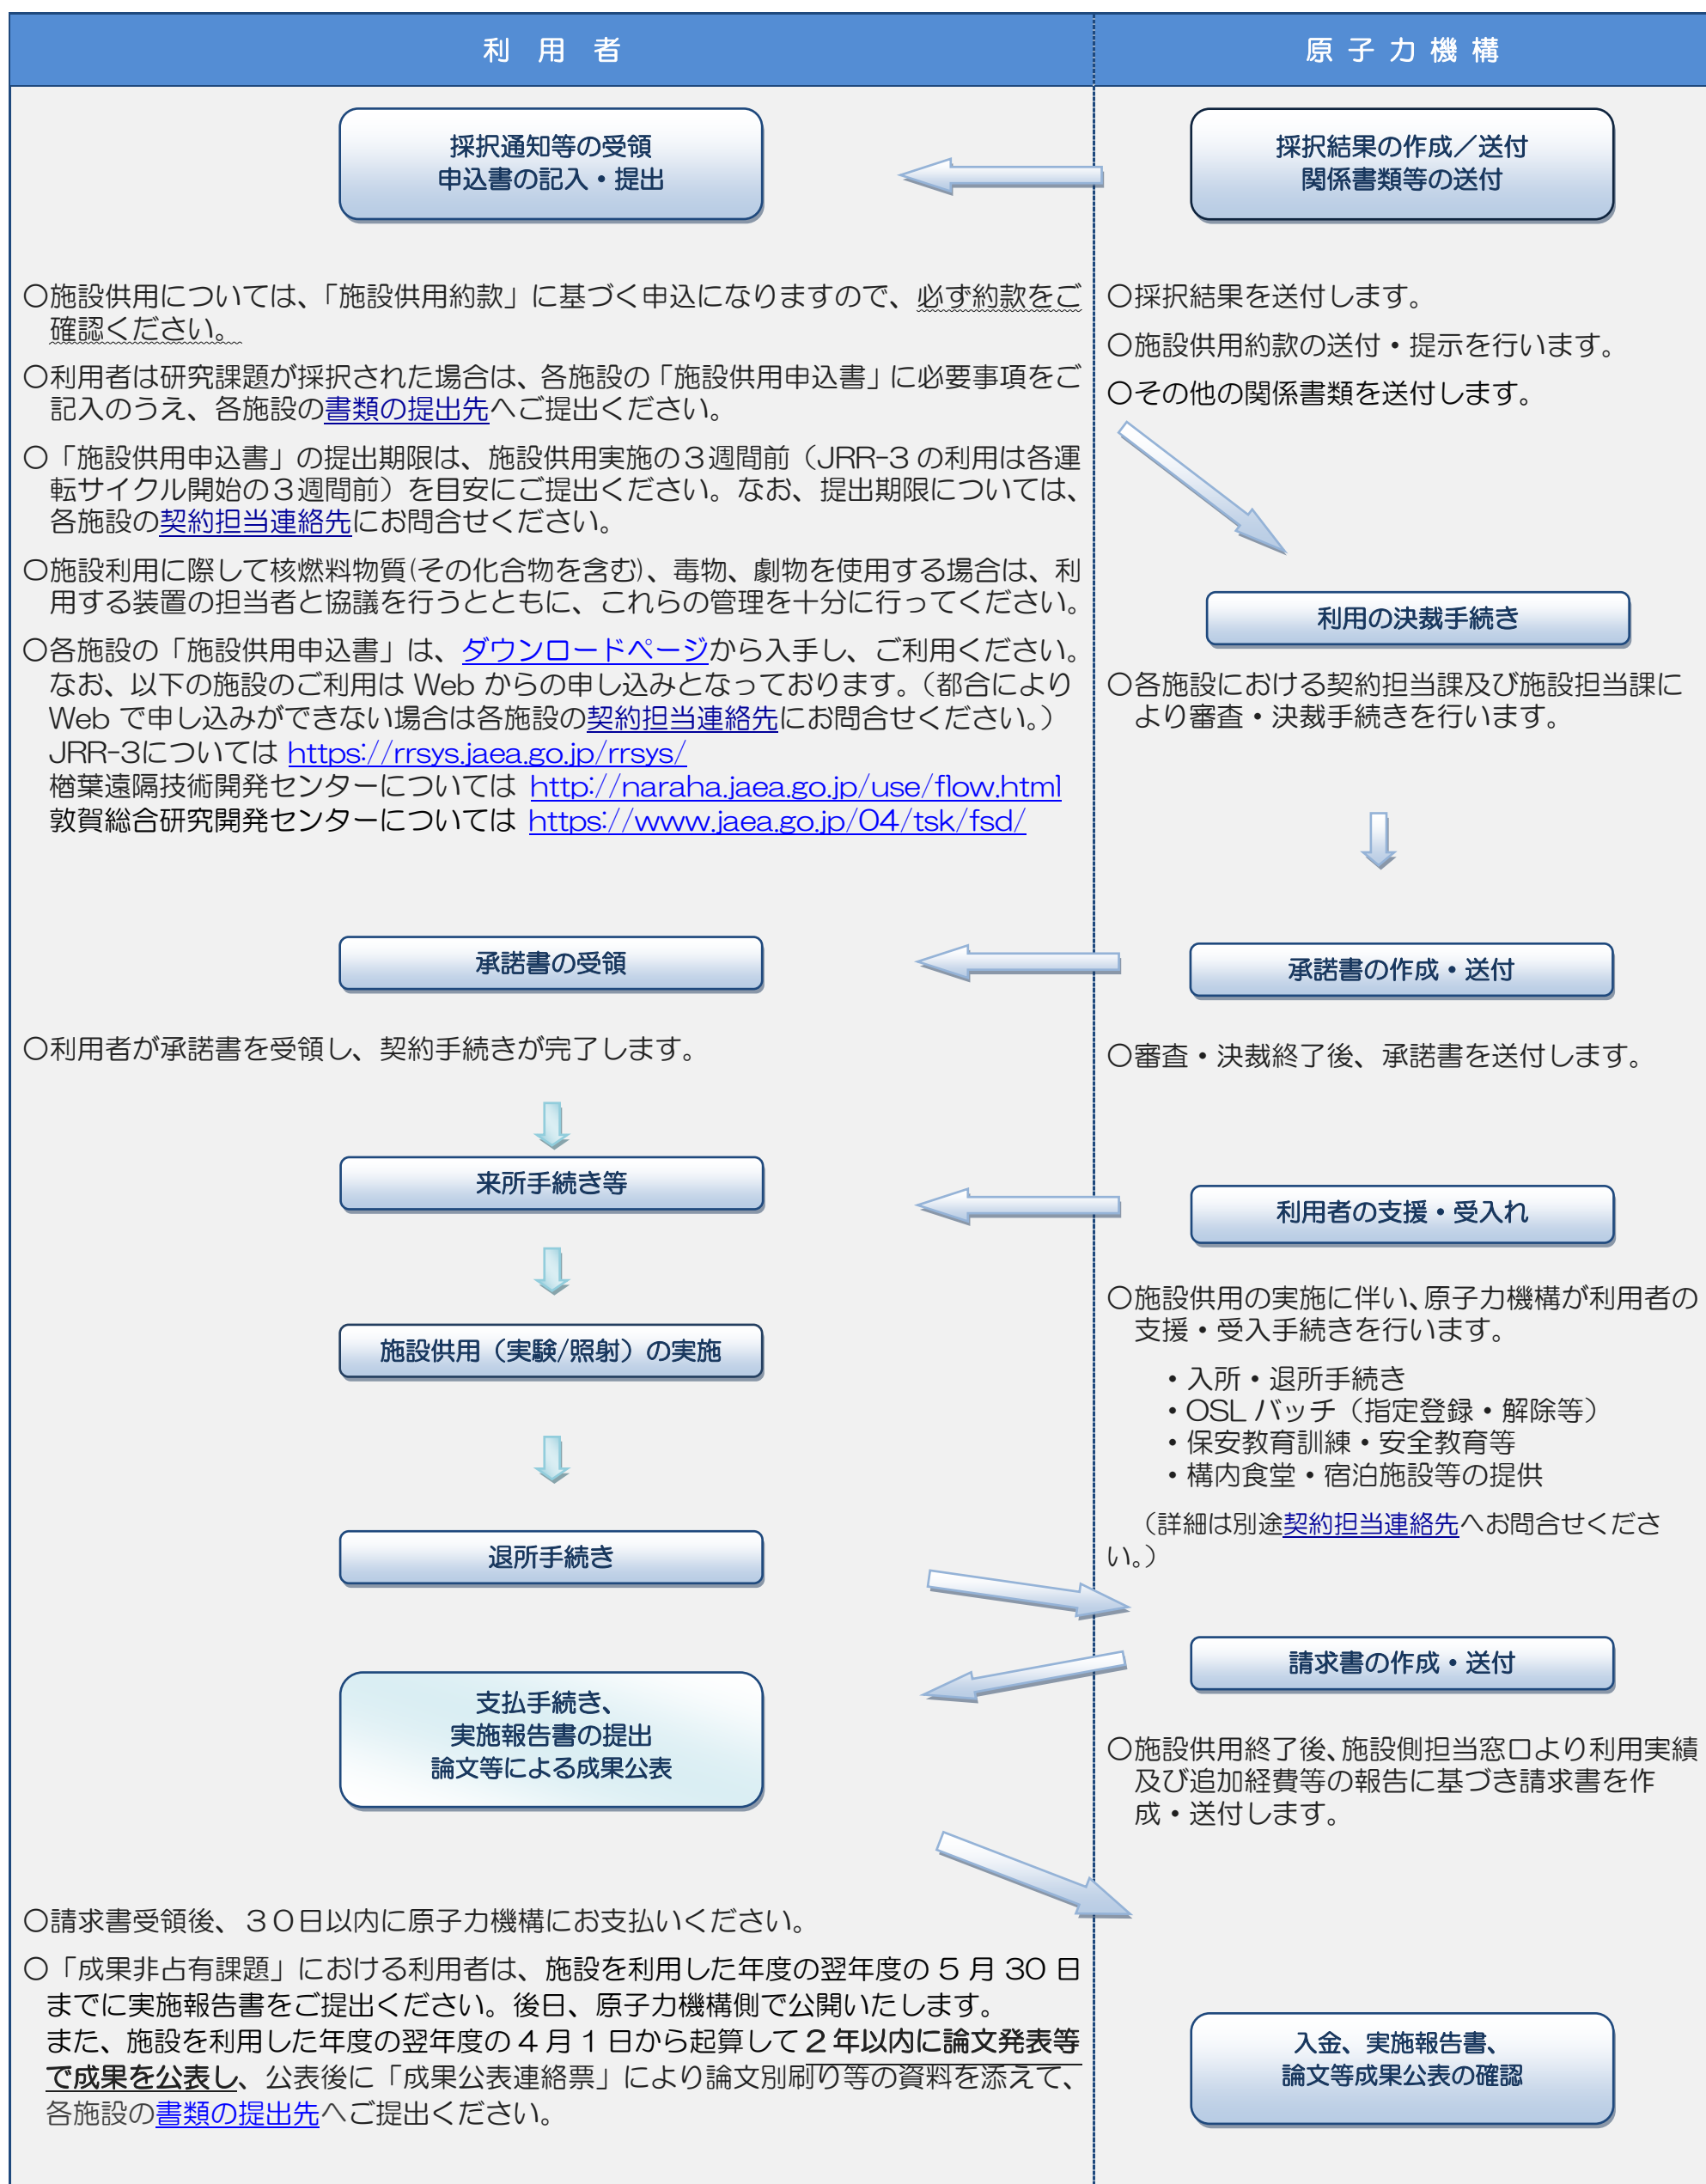 利用者
原子力機構
採択通知等の受領
申込書の記入・提出
採択結果の作成／送付
関係書類等の送付
〇施設供用については、「施設供用約款」に基づく申込になりますので、必ず約款をご
確認ください。
〇利用者は研究課題が採択された場合は、各施設の「施設供用申込書」に必要事項をご
記入のうえ、各施設の書類の提出先へご提出ください。
〇「施設供用申込書」の提出期限は、施設供用実施の３週間前（JRR-3 の利用は各運
転サイクル開始の３週間前）を目安にご提出ください。なお、提出期限については、
各施設の契約担当連絡先にお問合せください。
〇施設利用に際して核燃料物質(その化合物を含む)、毒物、劇物を使用する場合は、利
用する装置の担当者と協議を行うとともに、これらの管理を十分に行ってください。
〇各施設の「施設供用申込書」は、ダウンロードページから入手し、ご利用ください。
なお、以下の施設のご利用は Web からの申し込みとなっております。（都合により
Web で申し込みができない場合は各施設の契約担当連絡先にお問合せください。）
JRR-3については https://rrsys.jaea.go.jp/rrsys/
楢葉遠隔技術開発センターについては http://naraha.jaea.go.jp/use/flow.html
敦賀総合研究開発センターについては https://www.jaea.go.jp/04/tsk/fsd/
〇採択結果を送付します。
〇施設供用約款の送付・提示を行います。
〇その他の関係書類を送付します。
利用の決裁手続き
〇各施設における契約担当課及び施設担当課に
より審査・決裁手続きを行います。
承諾書の受領
承諾書の作成・送付
〇利用者が承諾書を受領し、契約手続きが完了します。
〇審査・決裁終了後、承諾書を送付します。
来所手続き等
利用者の支援・受入れ
施設供用（実験/照射）の実施
〇施設供用の実施に伴い、原子力機構が利用者の
支援・受入手続きを行います。
・入所・退所手続き
・OSL バッチ（指定登録・解除等）
・保安教育訓練・安全教育等
・構内食堂・宿泊施設等の提供
（詳細は別途契約担当連絡先へお問合せくださ
い。）
退所手続き
請求書の作成・送付
支払手続き、
実施報告書の提出
論文等による成果公表
〇施設供用終了後、施設側担当窓口より利用実績
及び追加経費等の報告に基づき請求書を作
成・送付します。
〇請求書受領後、３０日以内に原子力機構にお支払いください。
〇「成果非占有課題」における利用者は、施設を利用した年度の翌年度の 5 月 30 日
までに実施報告書をご提出ください。後日、原子力機構側で公開いたします。
また、施設を利用した年度の翌年度の 4 月 1 日から起算して 2 年以内に論文発表等
で成果を公表し、公表後に「成果公表連絡票」により論文別刷り等の資料を添えて、
各施設の書類の提出先へご提出ください。
入金、実施報告書、
論文等成果公表の確認